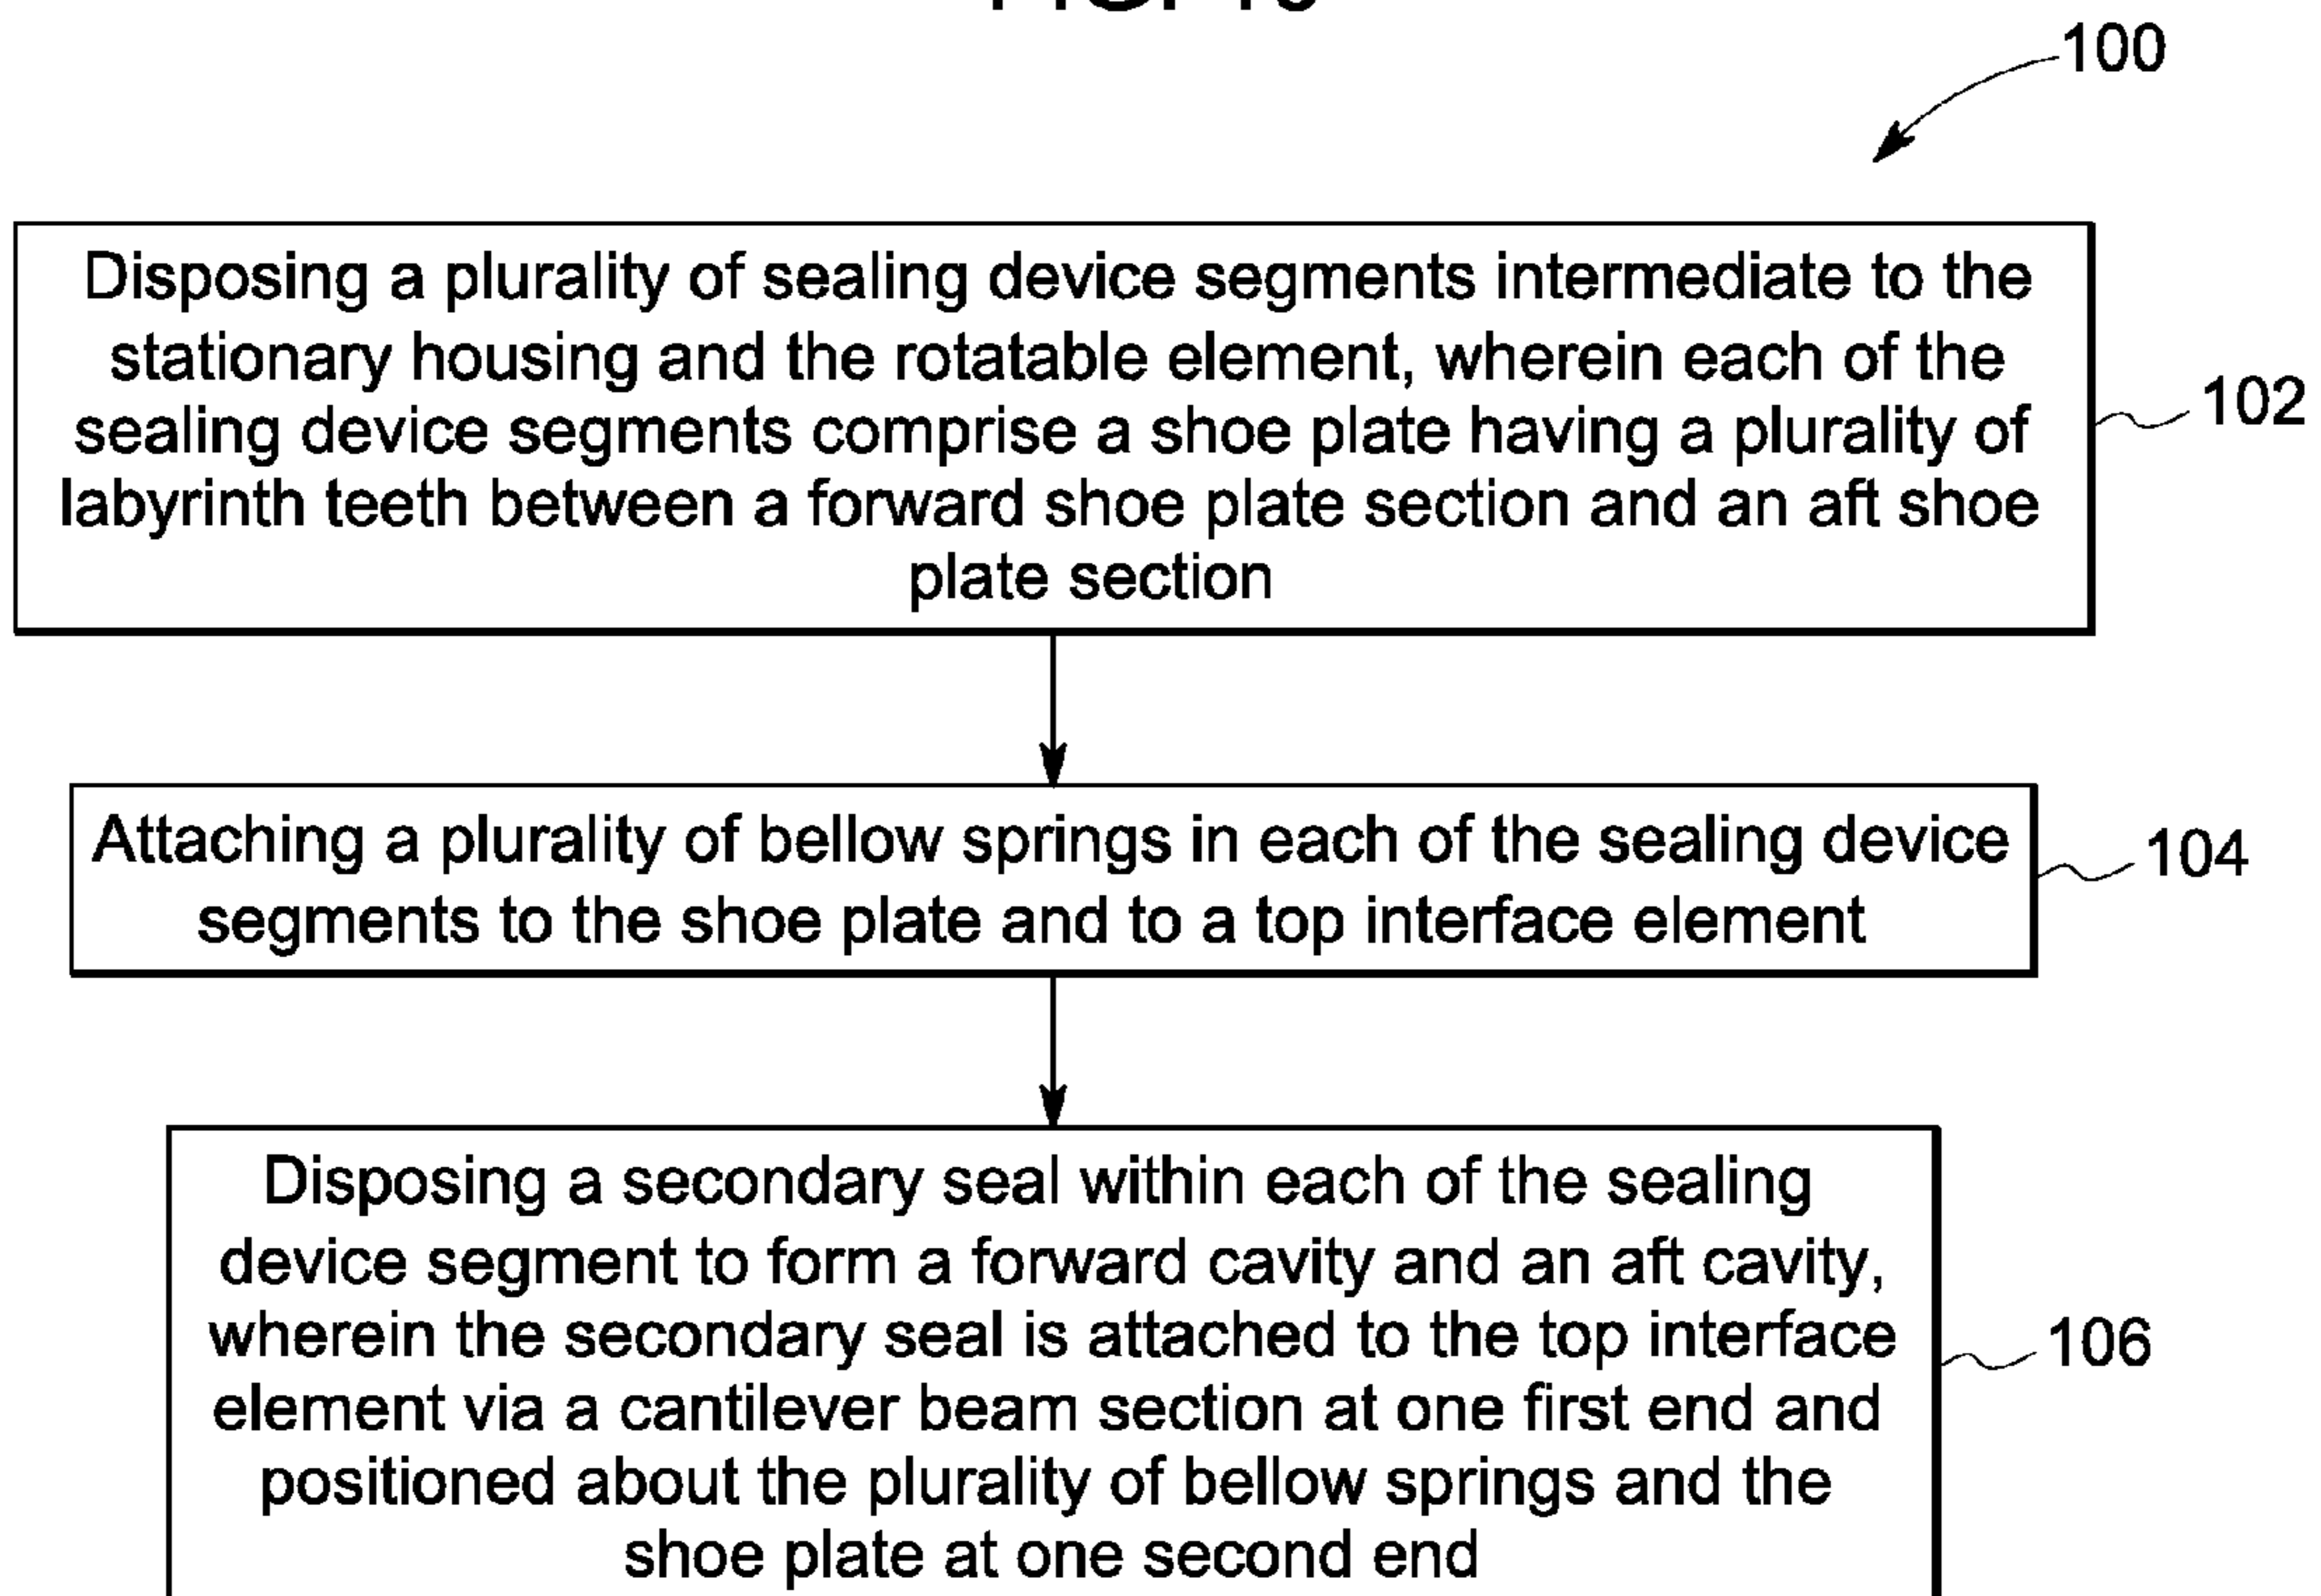 100
Disposing a plurality of sealing device segments intermediate to the
stationary housing and the rotatable element, wherein each of the
sealing device segments comprise a shoe plate having a plurality of
labyrinth teeth between a forward shoe plate section and an aft shoe
plate section
102
Attaching a plurality of bellow springs in each of the sealing device
segments to the shoe plate and to a top interface element
104
Disposing a secondary seal within each of the sealing
device segment to form a forward cavity and an aft cavity,
wherein the secondary seal is attached to the top interface
element via a cantilever beam section at one first end and
positioned about the plurality of bellow springs and the
shoe plate at one second end
106